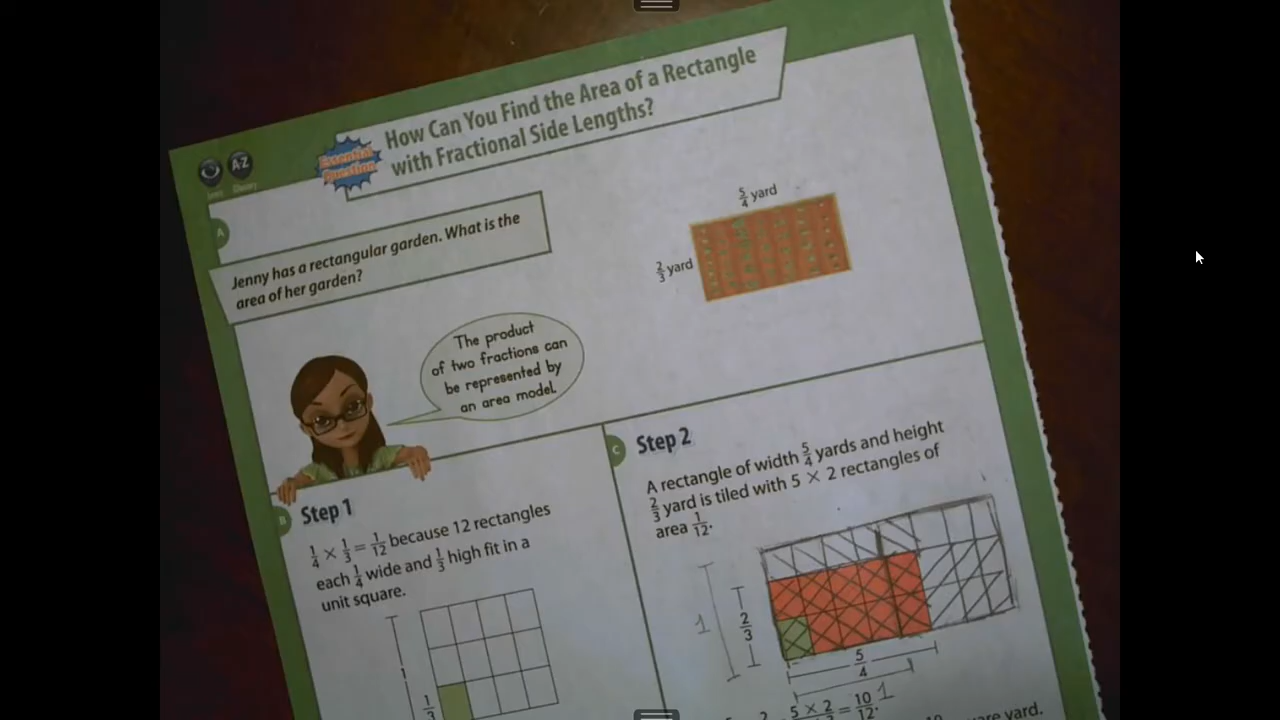 How Can You Find the Area of a Rectangle
with Fractional Side Lengths?
Essential
Question
A-Z
A
Jenny has a rectangular garden. What is the
area of her garden?
5/4 yard
2/3 yard
The product
of two fractions can
be represented by
an area model.
B
Step 1
1/4 × 1/3 = 1/12 because 12 rectangles
each 1/4 wide and 1/3 high fit in a
unit square.
1
1/3
C
Step 2
A rectangle of width 5/4 yards and height
2/3 yard is tiled with 5 × 2 rectangles of
area 1/12.
1
2/3
5/4
1
5 × 2
= 10/12.
yard.